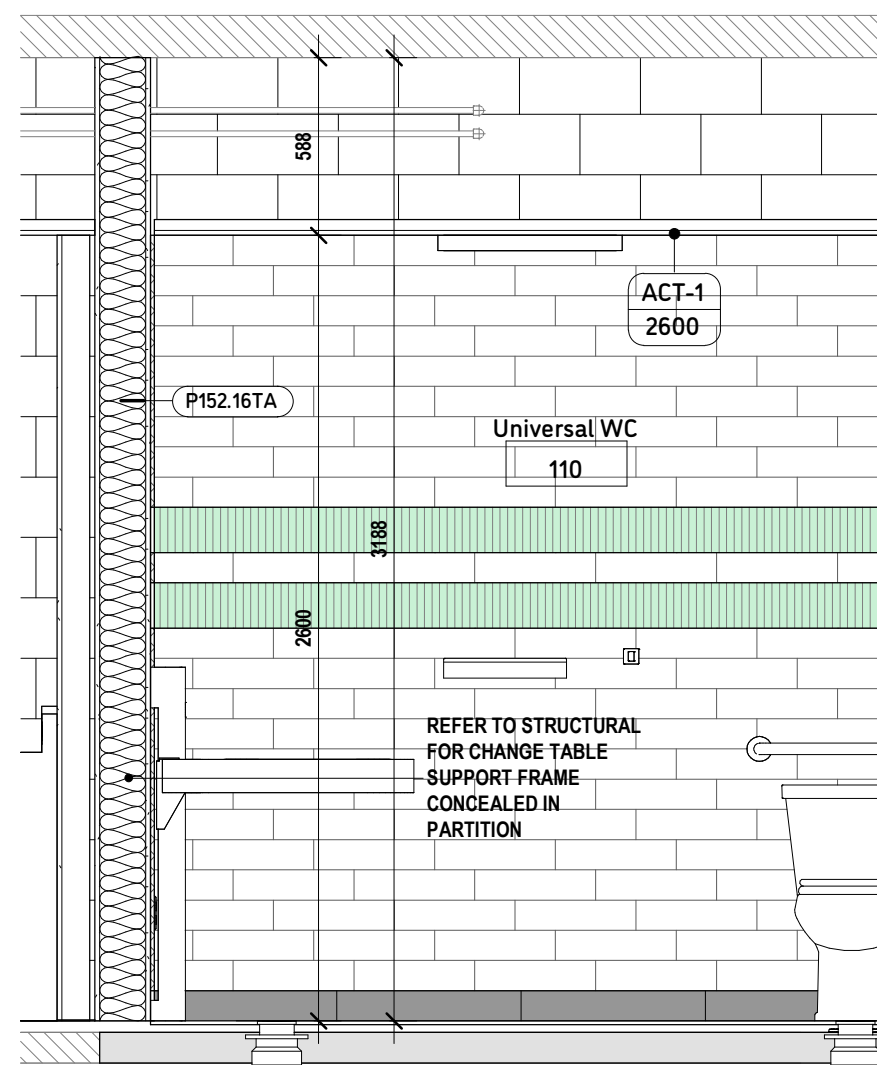 588
ACT-1
2600
P152.16TA
Universal WC
110
3188
2600
REFER TO STRUCTURAL
FOR CHANGE TABLE
SUPPORT FRAME
CONCEALED IN
PARTITION